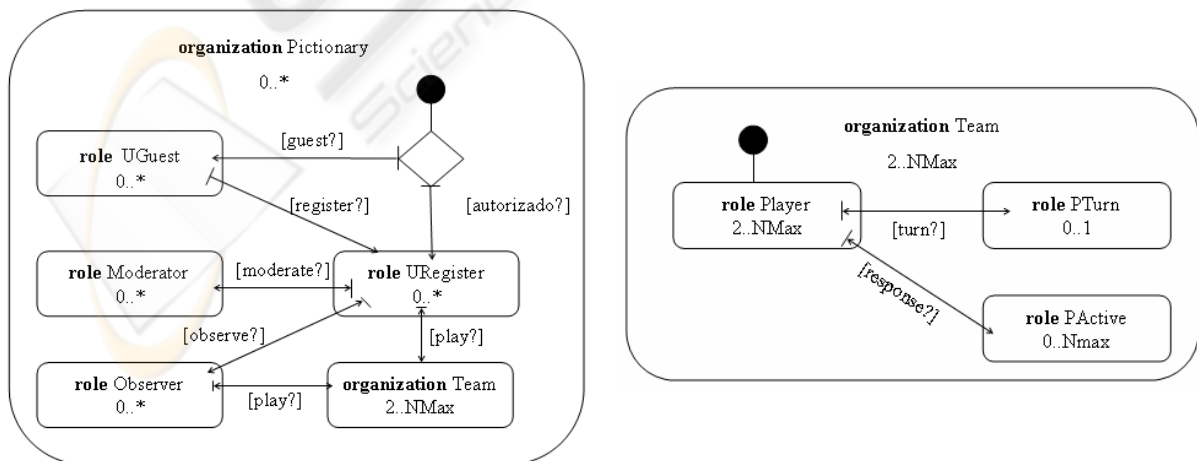 organization Pictionary
0..*
[guest?]
role UGuest
0..*
[register?]
[autorizado?]
role Moderator
0..*
[moderate?]
role URegister
0..*
[observe?]
[play?]
role Observer
0..*
[play?]
organization Team
2..NMax
organization Team
2..NMax
role Player
2..NMax
[turn?]
role PTurn
0..1
[response?]
role PActive
0..Nmax